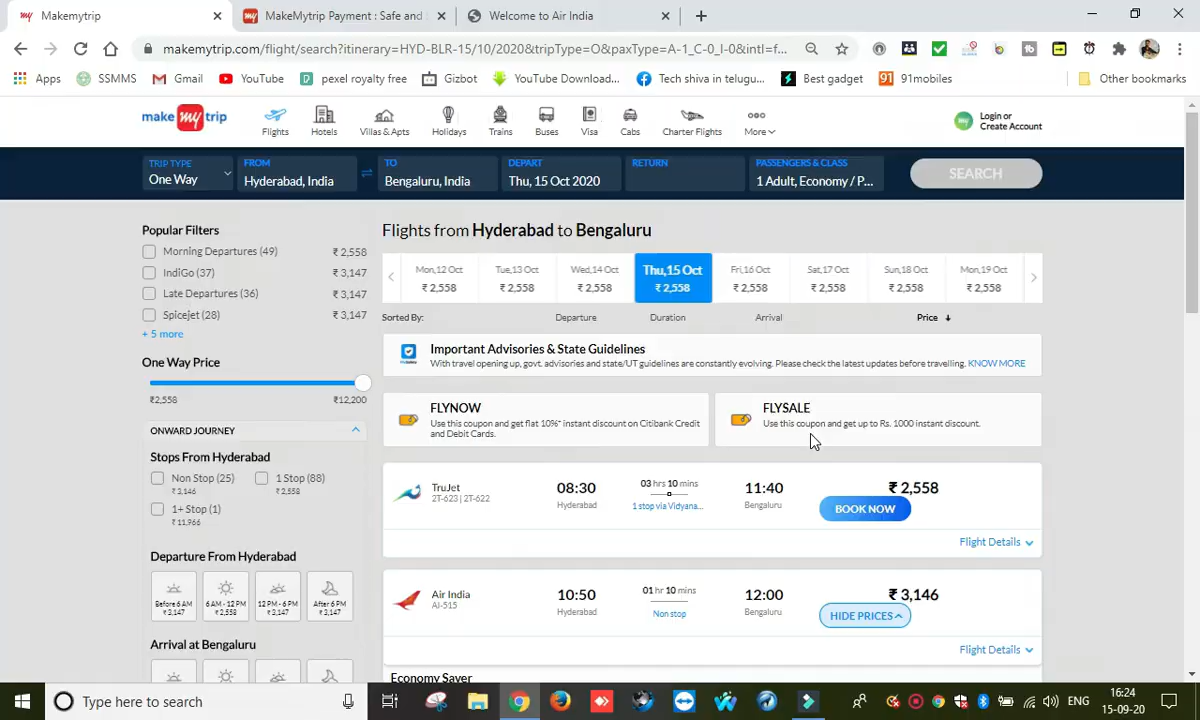 Makemytrip
MakeMytrip Payment : Safe and S
Welcome to Air India
makemytrip.com/flight/search?itinerary=HYD-BLR-15/10/2020&tripType=O&paxType=A-1_C-0_I-0&intl=f...
Apps
SSMMS
Gmail
YouTube
pexel royalty free
Gizbot
YouTube Download...
Tech shiva in telugu...
Best gadget
91mobiles
Other bookmarks
make my trip
Flights
Hotels
Villas & Apts
Holidays
Trains
Buses
Visa
Cabs
Charter Flights
More
my
Login or
Create Account
TRIP TYPE
One Way
FROM
Hyderabad, India
TO
Bengaluru, India
DEPART
Thu, 15 Oct 2020
RETURN
PASSENGERS & CLASS
1 Adult, Economy / P...
SEARCH
Popular Filters
Morning Departures (49) ₹ 2,558
IndiGo (37) ₹ 3,147
Late Departures (36) ₹ 3,147
Spicejet (28) ₹ 3,147
+ 5 more
One Way Price
₹2,558 ₹12,200
ONWARD JOURNEY
Stops From Hyderabad
Non Stop (25)
₹ 3,146
1 Stop (88)
₹ 2,558
1+ Stop (1)
₹ 11,966
Departure From Hyderabad
Before 6 AM
₹ 3,147
6 AM - 12 PM
₹ 2,558
12 PM - 6 PM
₹ 3,147
After 6 PM
₹ 3,147
Arrival at Bengaluru
Flights from Hyderabad to Bengaluru
Mon, 12 Oct
₹ 2,558
Tue, 13 Oct
₹ 2,558
Wed, 14 Oct
₹ 2,558
Thu, 15 Oct
₹ 2,558
Fri, 16 Oct
₹ 2,558
Sat, 17 Oct
₹ 2,558
Sun, 18 Oct
₹ 2,558
Mon, 19 Oct
₹ 2,558
Sorted By: Departure Duration Arrival Price
Important Advisories & State Guidelines
With travel opening up, govt. advisories and state/UT guidelines are constantly evolving. Please check the latest updates before travelling. KNOW MORE
FLYNOW
Use this coupon and get flat 10%* instant discount on Citibank Credit
and Debit Cards.
FLYSALE
Use this coupon and get up to Rs. 1000 instant discount.
TruJet
2T-623 | 2T-622
08:30
Hyderabad
03 hrs 10 mins
1 stop via Vidyana...
11:40
Bengaluru
₹ 2,558
BOOK NOW
Flight Details
Air India
AI-515
10:50
Hyderabad
01 hr 10 mins
Non stop
12:00
Bengaluru
₹ 3,146
HIDE PRICES
Flight Details
Economy Saver
Type here to search
ENG
16:24
15-09-20